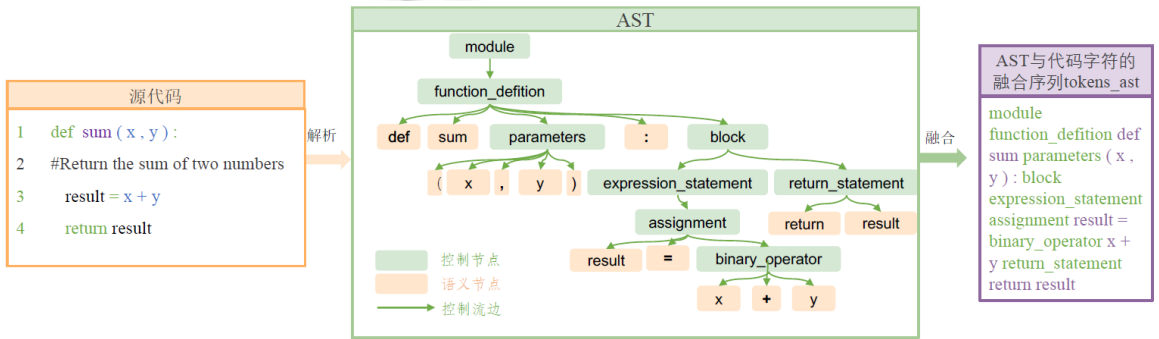 源代码
1 def sum ( x , y ) :
2 #Return the sum of two numbers
3 result = x + y
4 return result
解析
AST
module
function_defition
def sum parameters : block
( x , y ) expression_statement return_statement
assignment return result
result = binary_operator
x + y
控制节点
语义节点
控制流边
融合
AST与代码字符的
融合序列tokens_ast
module
function_defition def
sum parameters ( x ,
y ) : block
expression_statement
assignment result =
binary_operator x +
y return_statement
return result